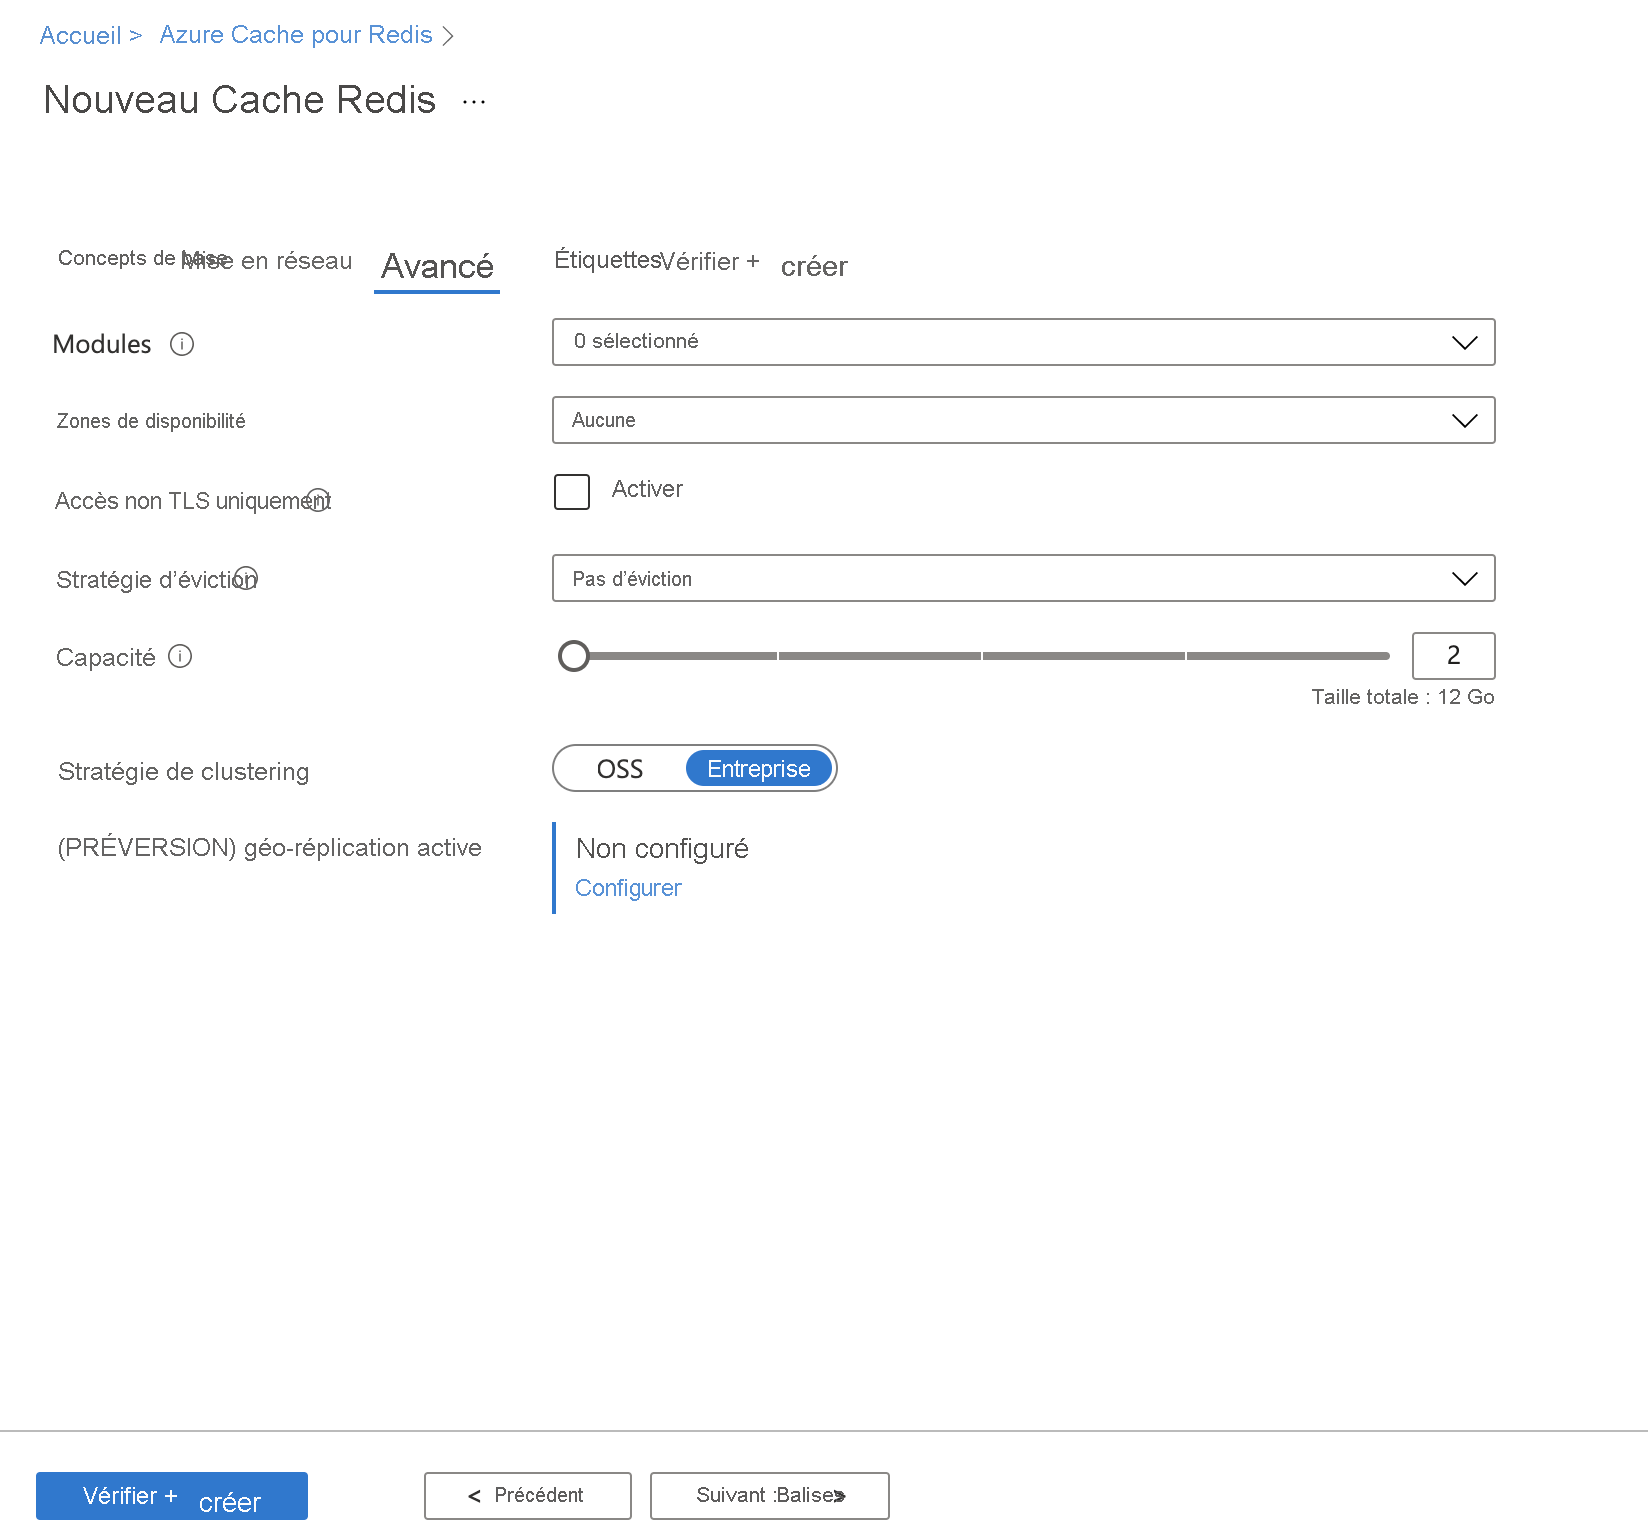 Accueil > Azure Cache pour Redis >
Nouveau Cache Redis ...
Concepts de base Mise en réseau Avancé Étiquettes Vérifier + créer
Modules 0 sélectionné
Zones de disponibilité Aucune
Accès non TLS uniquement Activer
Stratégie d’éviction Pas d’éviction
Capacité 2
Taille totale : 12 Go
Stratégie de clustering OSS Entreprise
(PRÉVERSION) géo-réplication active Non configuré
Configurer
Vérifier + créer < Précédent Suivant :Balises >